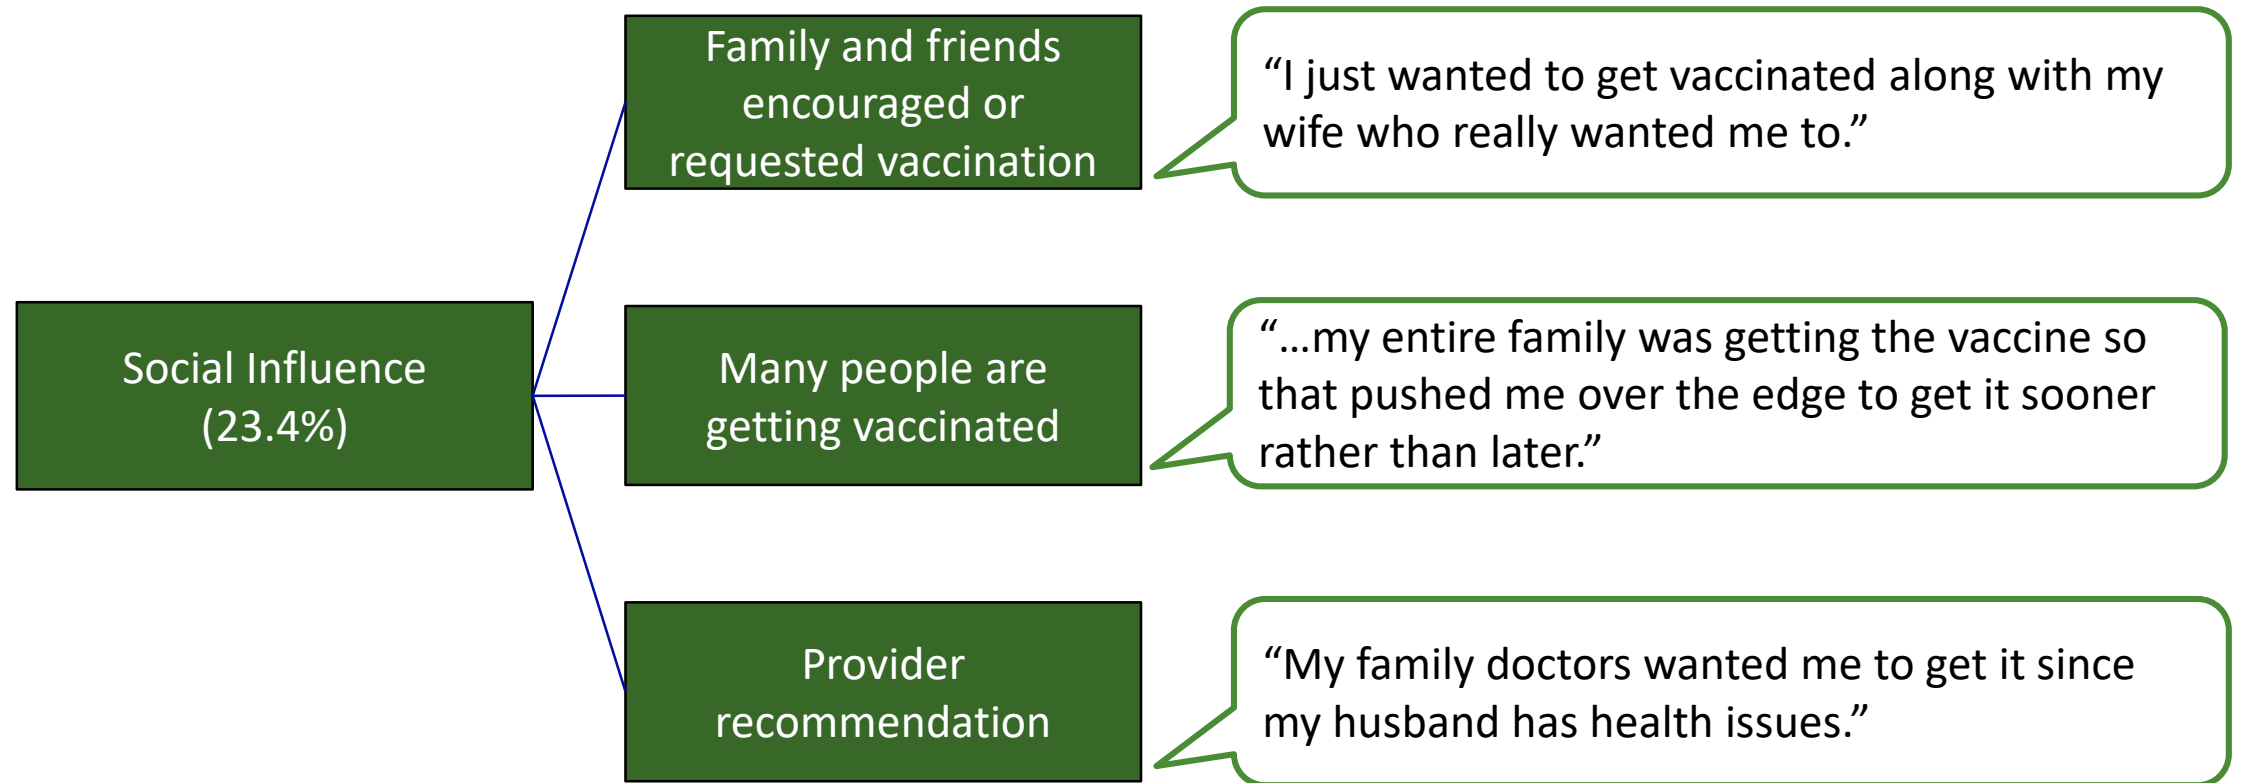 Family and friends
encouraged or
requested vaccination
“I just wanted to get vaccinated along with my
wife who really wanted me to.”
Social Influence
(23.4%)
Many people are
getting vaccinated
“…my entire family was getting the vaccine so
that pushed me over the edge to get it sooner
rather than later.”
Provider
recommendation
“My family doctors wanted me to get it since
my husband has health issues.”